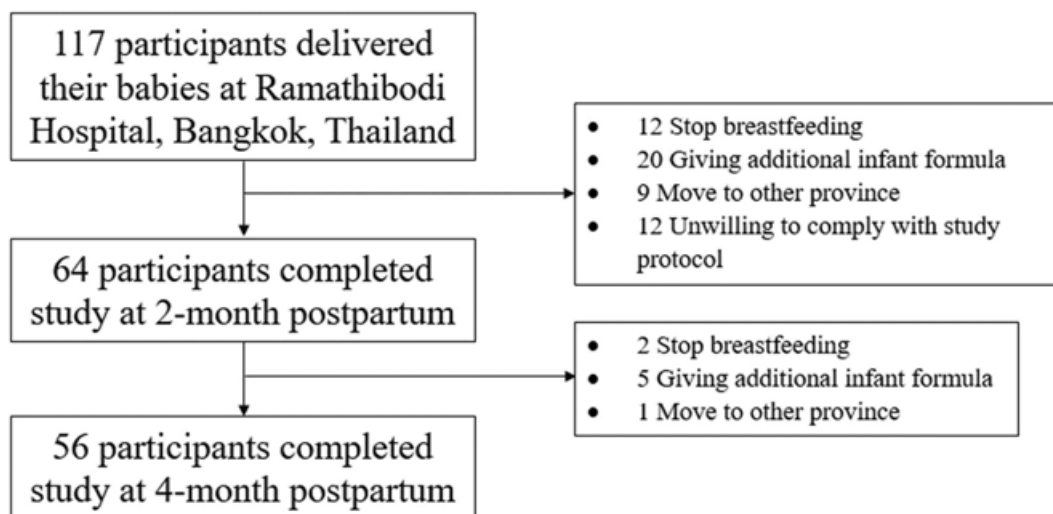 117 participants delivered
their babies at Ramathibodi
Hospital, Bangkok, Thailand
• 12 Stop breastfeeding
• 20 Giving additional infant formula
• 9 Move to other province
• 12 Unwilling to comply with study
protocol
64 participants completed
study at 2-month postpartum
• 2 Stop breastfeeding
• 5 Giving additional infant formula
• 1 Move to other province
56 participants completed
study at 4-month postpartum